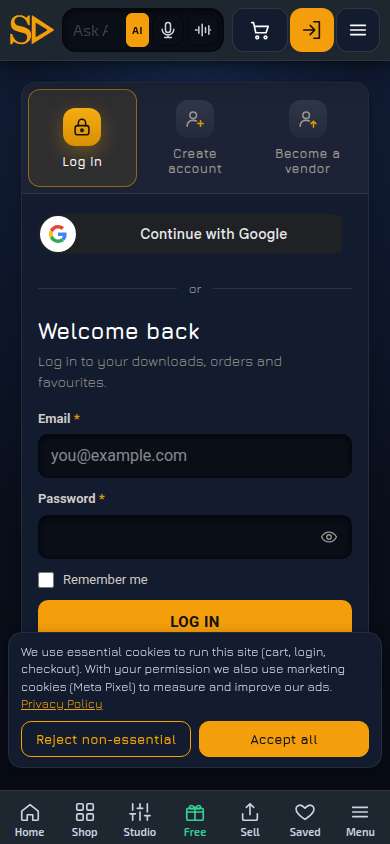 S
Ask A
AI
Log In
Create
account
Become a
vendor
Continue with Google
or
Welcome back
Log in to your downloads, orders and
favourites.
Email *
you@example.com
Password *
Remember me
LOG IN
We use essential cookies to run this site (cart, login,
checkout). With your permission we also use marketing
cookies (Meta Pixel) to measure and improve our ads.
Privacy Policy
Reject non-essential
Accept all
Home
Shop
Studio
Free
Sell
Saved
Menu